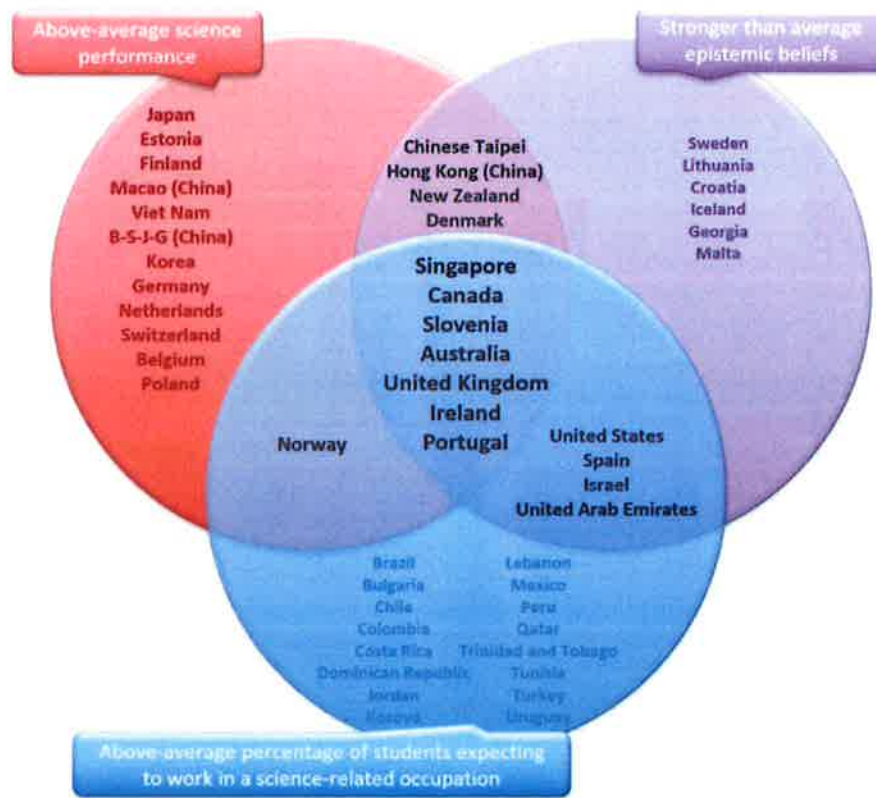 Above-average science
performance
Stronger than average
epistemic beliefs
Japan
Estonia
Finland
Macao (China)
Viet Nam
B-S-J-G (China)
Korea
Germany
Netherlands
Switzerland
Belgium
Poland
Chinese Taipei
Hong Kong (China)
New Zealand
Denmark
Sweden
Lithuania
Croatia
Iceland
Georgia
Malta
Singapore
Canada
Slovenia
Australia
United Kingdom
Ireland
Portugal
Norway
United States
Spain
Israel
United Arab Emirates
Brazil
Bulgaria
Chile
Colombia
Costa Rica
Dominican Republic
Jordan
Kosovo
Lebanon
Mexico
Peru
Qatar
Trinidad and Tobago
Tunisia
Turkey
Uruguay
Above-average percentage of students expecting
to work in a science-related occupation